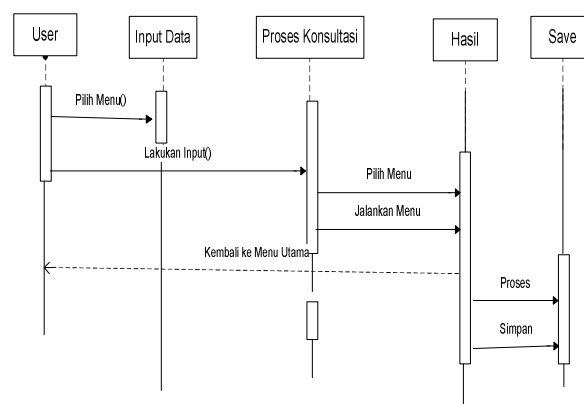 User
Input Data
Proses Konsultasi
Hasil
Save
Pilih Menu()
Lakukan Input()
Pilih Menu
Jalankan Menu
Kembali ke Menu Utama
Proses
Simpan